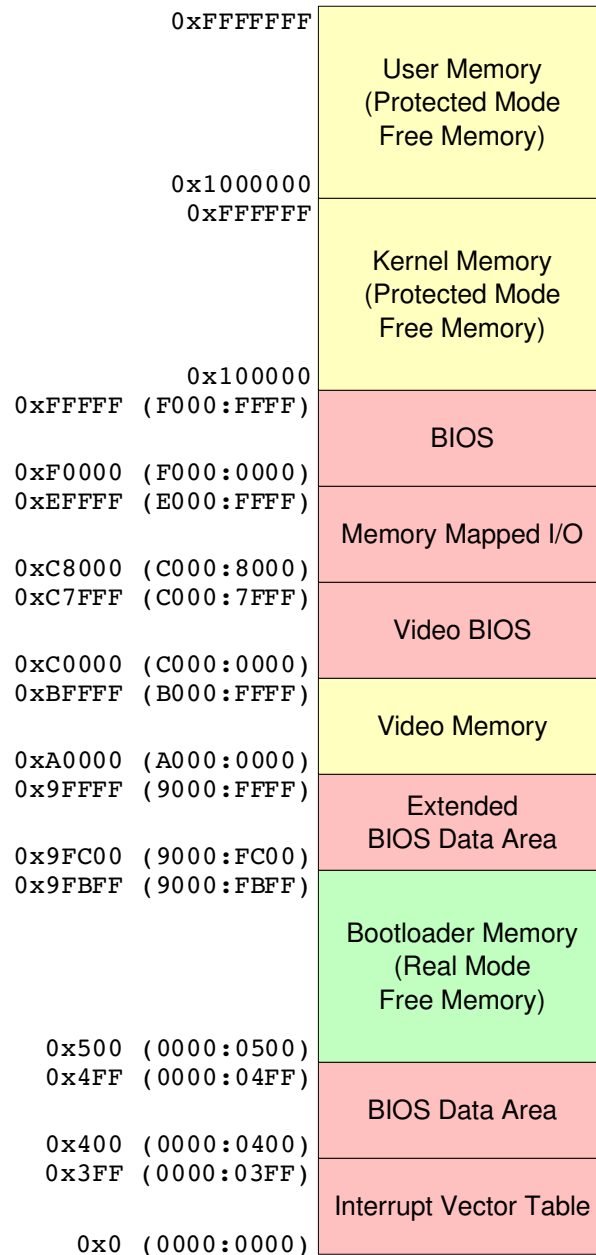 0xFFFFFFF
User Memory
(Protected Mode
Free Memory)
0x1000000
0xFFFFFF
Kernel Memory
(Protected Mode
Free Memory)
0x100000
0xFFFFF (F000:FFFF)
BIOS
0xF0000 (F000:0000)
0xEFFFF (E000:FFFF)
Memory Mapped I/O
0xC8000 (C000:8000)
0xC7FFF (C000:7FFF)
Video BIOS
0xC0000 (C000:0000)
0xBFFFF (B000:FFFF)
Video Memory
0xA0000 (A000:0000)
0x9FFFF (9000:FFFF)
Extended
BIOS Data Area
0x9FC00 (9000:FC00)
0x9FBFF (9000:FBFF)
Bootloader Memory
(Real Mode
Free Memory)
0x500 (0000:0500)
0x4FF (0000:04FF)
BIOS Data Area
0x400 (0000:0400)
0x3FF (0000:03FF)
Interrupt Vector Table
0x0 (0000:0000)